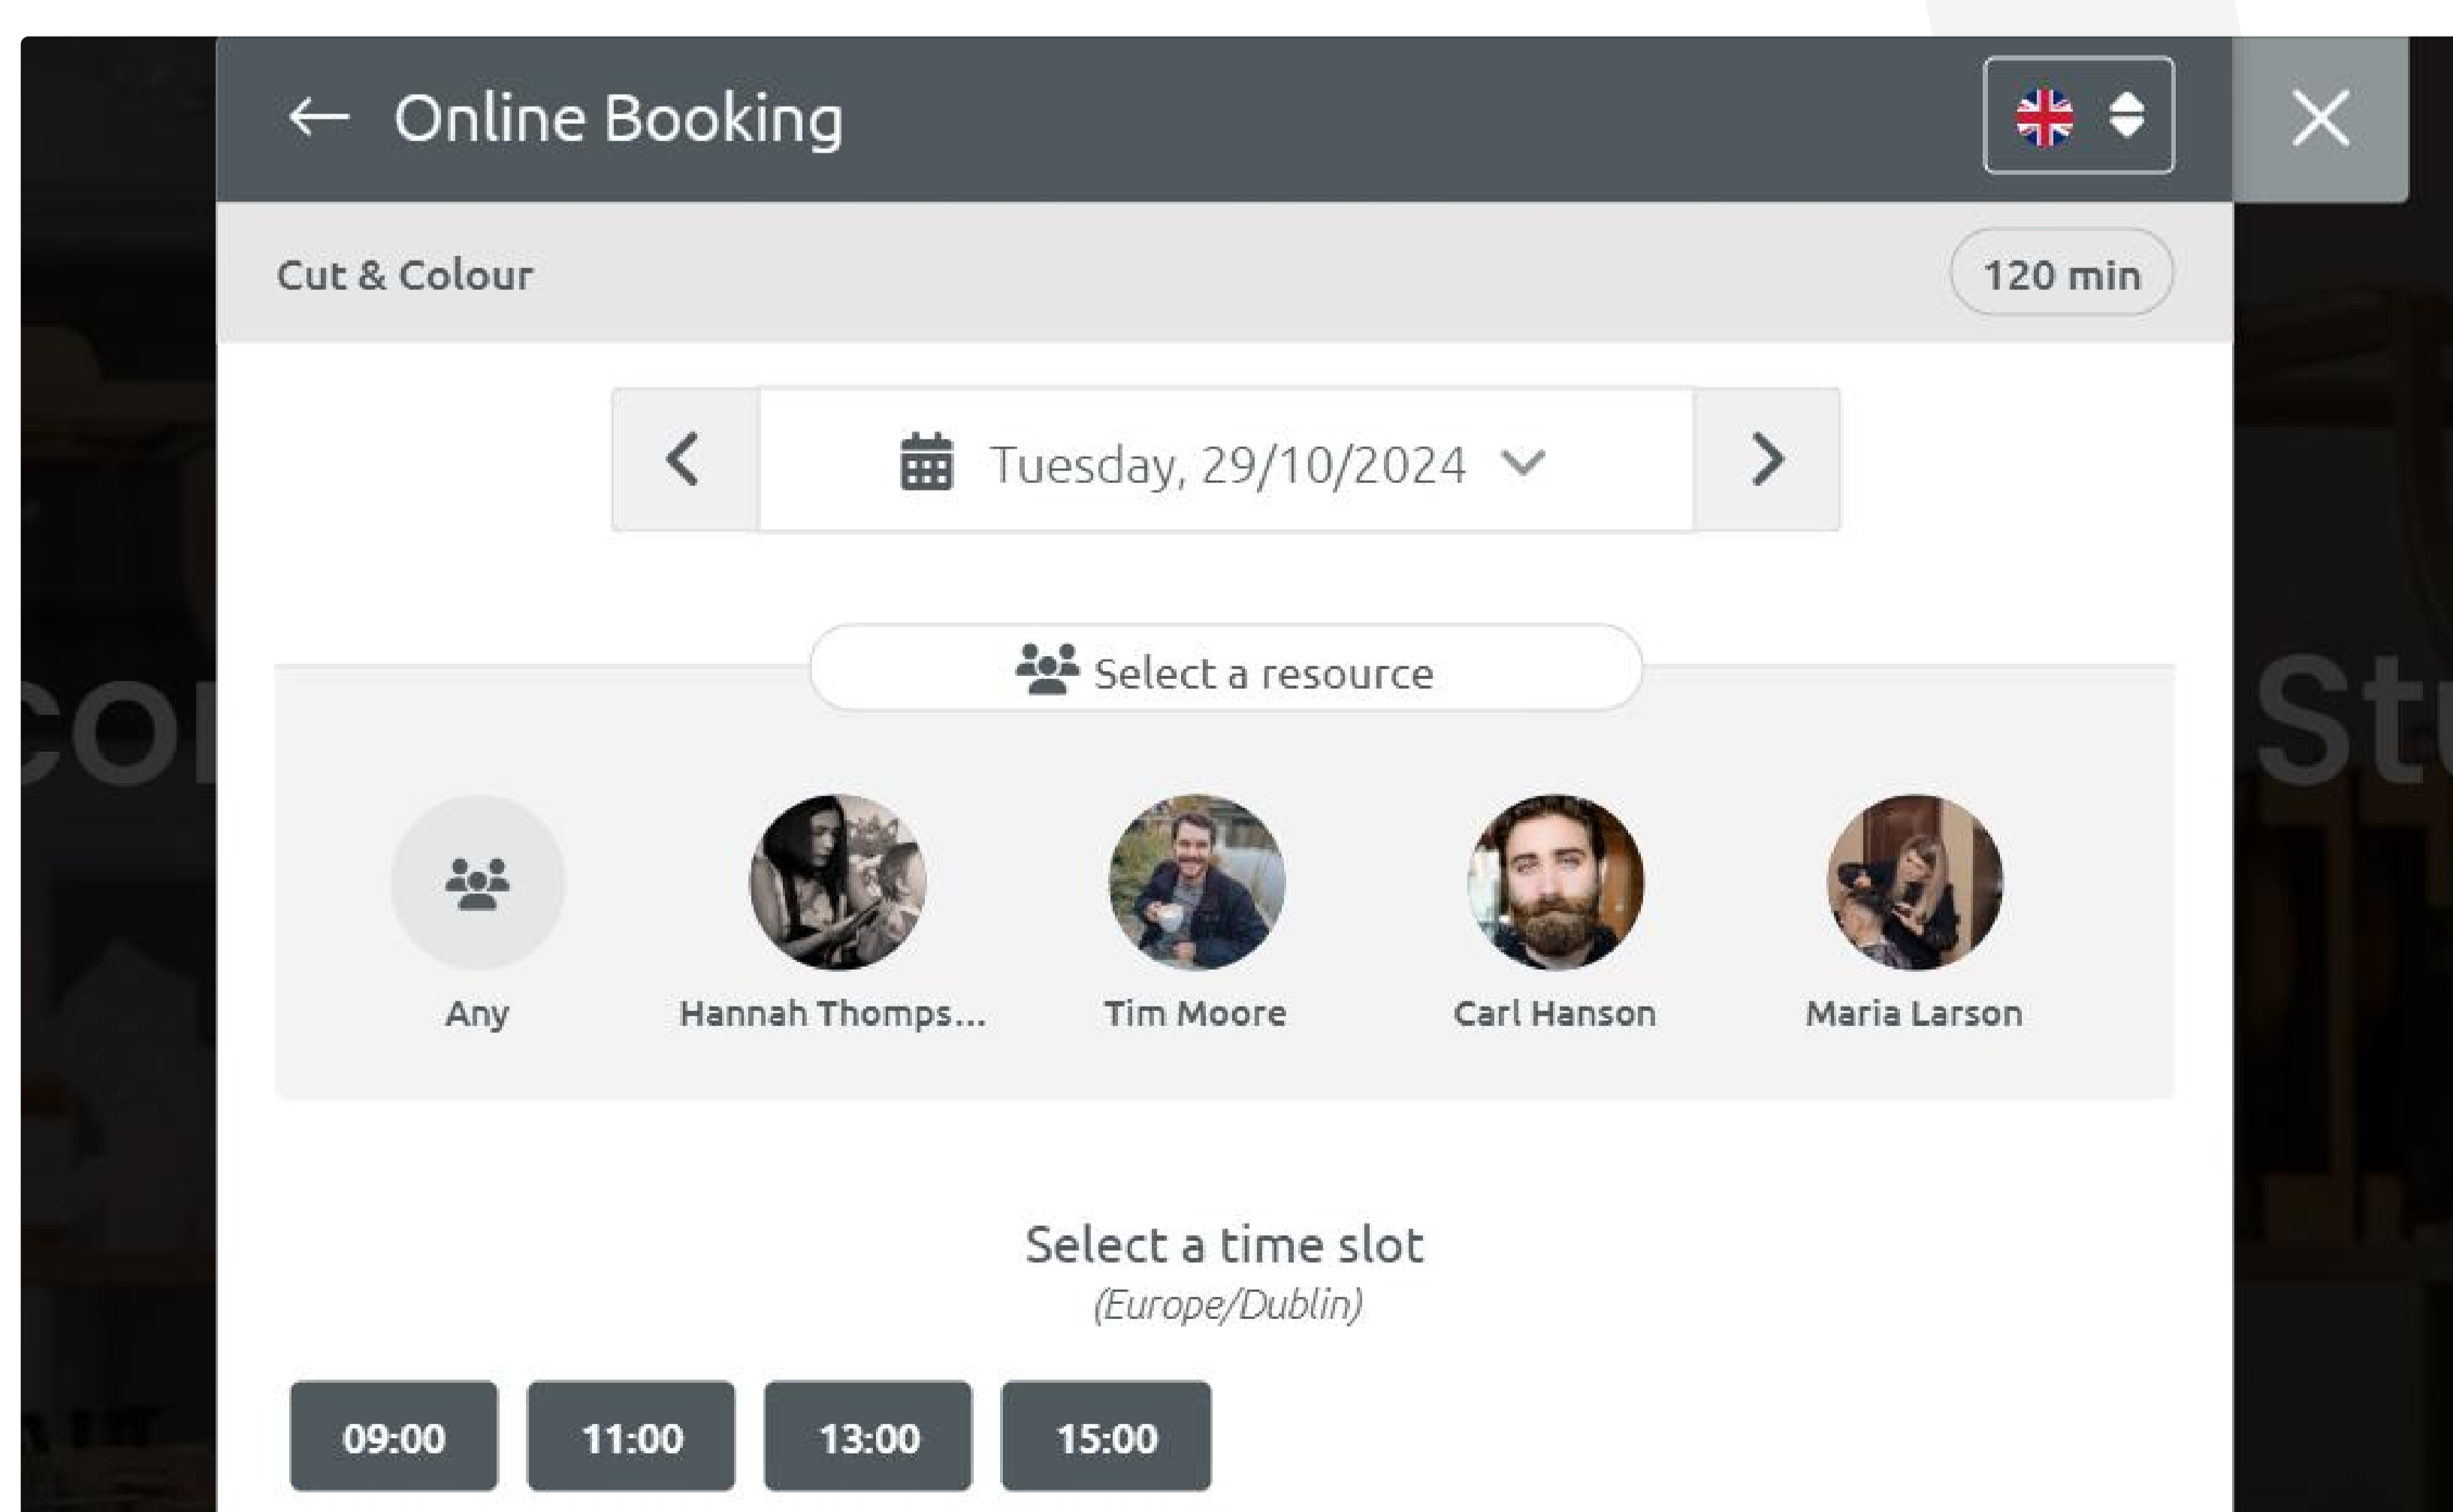 Online Booking
Cut & Colour
120 min
Tuesday, 29/10/2024
Select a resource
Any
Hannah Thomps...
Tim Moore
Carl Hanson
Maria Larson
Select a time slot
(Europe/Dublin)
09:00
11:00
13:00
15:00